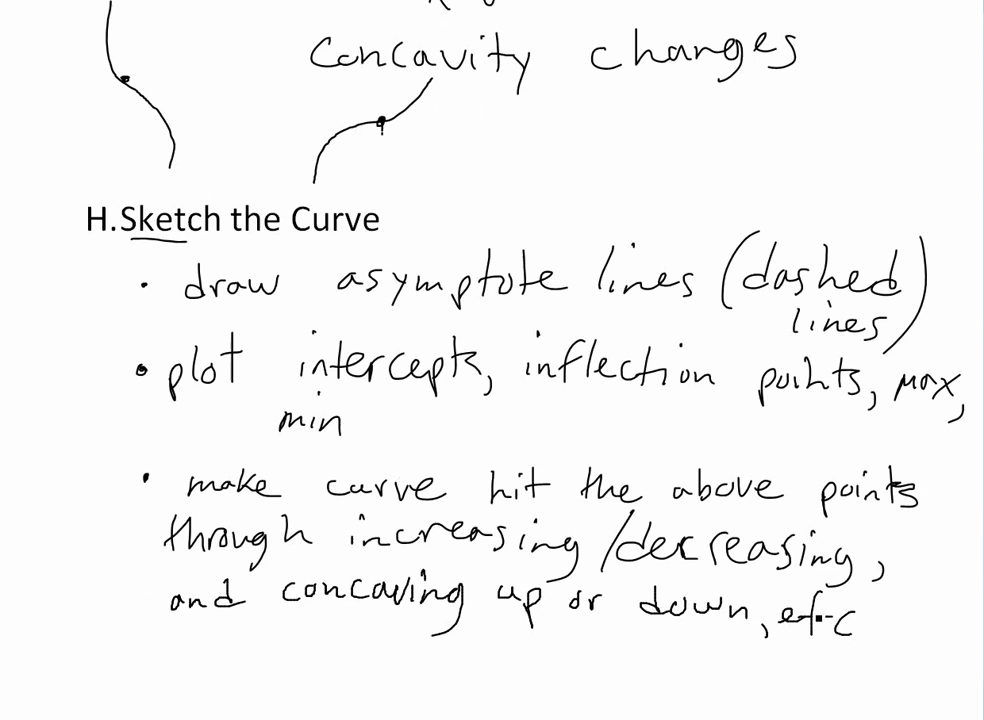 Concavity changes
H. Sketch the Curve
• draw asymptote lines (dashed
lines)
• plot intercepts, inflection points, max,
min
• make curve hit the above points
through increasing/decreasing,
and concaving up or down, etc